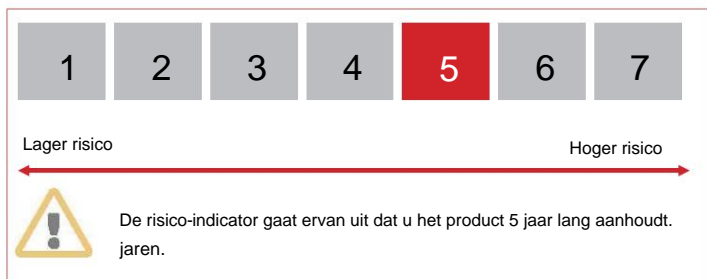 1 2 3 4 5 6 7
Lager risico Hoger risico
De risico-indicator gaat ervan uit dat u het product 5 jaar lang aanhoudt.
jaren.